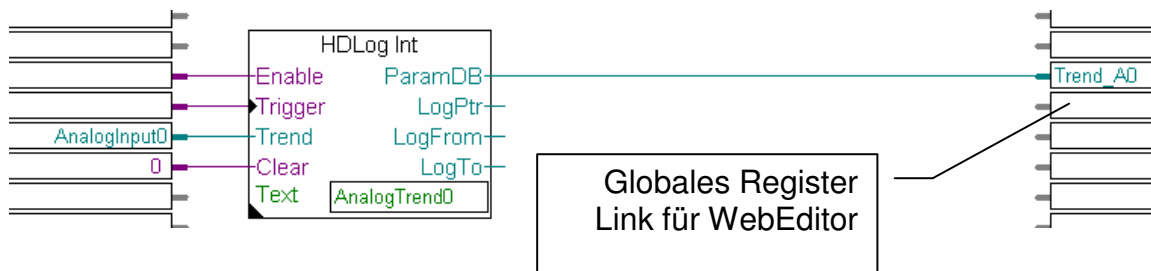 HDLog Int
Enable ParamDB Trend_A0
Trigger LogPtr
AnalogInput0 Trend LogFrom
0 Clear LogTo
Text AnalogTrend0
Globales Register
Link für WebEditor